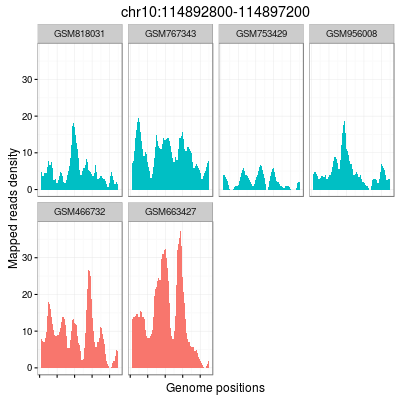 chr10:114892800-114897200
GSM818031 GSM767343 GSM753429 GSM956008
30
20
10
0
Mapped reads density
GSM466732 GSM663427
30
20
10
0
Genome positions